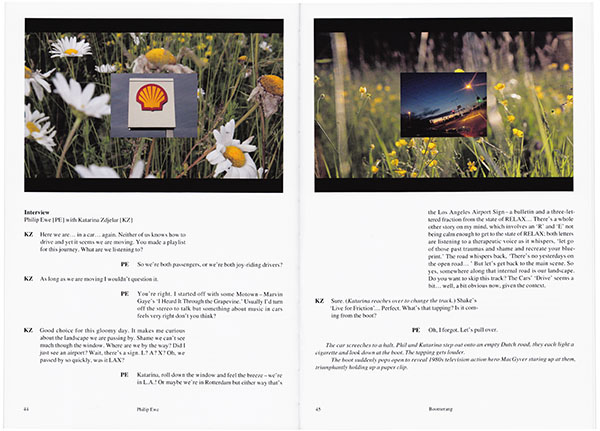 Interview
Philip Ewe [PE] with Katarina Zdjelar [KZ]
KZ Here we are… in a car… again. Neither of us knows how to
drive and yet it seems we are moving. You made a playlist
for this journey. What are we listening to?
PE So we're both passengers, or we're both joy-riding drivers?
KZ As long as we are moving I wouldn't question it.
PE You're right. I started off with some Motown – Marvin
Gaye's 'I Heard It Through the Grapevine.' Usually I'd turn
off the stereo to talk but something about music in cars
feels very right don't you think?
KZ Good choice for this gloomy day. It makes me curious
about the landscape we are passing by. Shame we can't see
much though the window. Where are we by the way? Did I
just see an airport? Wait, there's a sign. L? A? X? Oh, we
passed by so quickly, was it LAX?
PE Katarina, roll down the window and feel the breeze – we're
in L.A.! Or maybe we're in Rotterdam but either way that's
44
Philip Ewe
the Los Angeles Airport Sign – a bulletin and a three-let-
tered fraction from the state of RELAX… There's a whole
other story on my mind, which involves an 'R' and 'E' not
being calm enough to get to the state of RELAX; both letters
are listening to a therapeutic voice as it whispers, 'let go
of those past traumas and shame and recreate your blue-
print.' The road whispers back, 'There's no yesterdays on
the open road…' But let's get back to the main scene. So
yes, somewhere along that internal road is our landscape.
Do you want to skip this track? The Cars' 'Drive' seems a
bit… well, a bit obvious now, given the context.
KZ Sure. (Katarina reaches over to change the track.) Shake's
'Live for Friction'… Perfect. What's that tapping? Is it com-
ing from the boot?
PE Oh, I forgot. Let's pull over.
The car screeches to a halt. Phil and Katarina step out onto an empty Dutch road, they each light a
cigarette and look down at the boot. The tapping gets louder.
The boot suddenly pops open to reveal 1980s television action hero MacGyver staring up at them,
triumphantly holding up a paper clip.
45
Boomerang